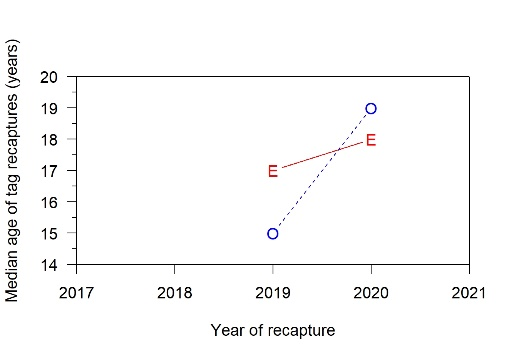 Median age of tag recaptures (years)
20
19
18
17
16
15
14
E
E
O
O
2017 2018 2019 2020 2021
Year of recapture